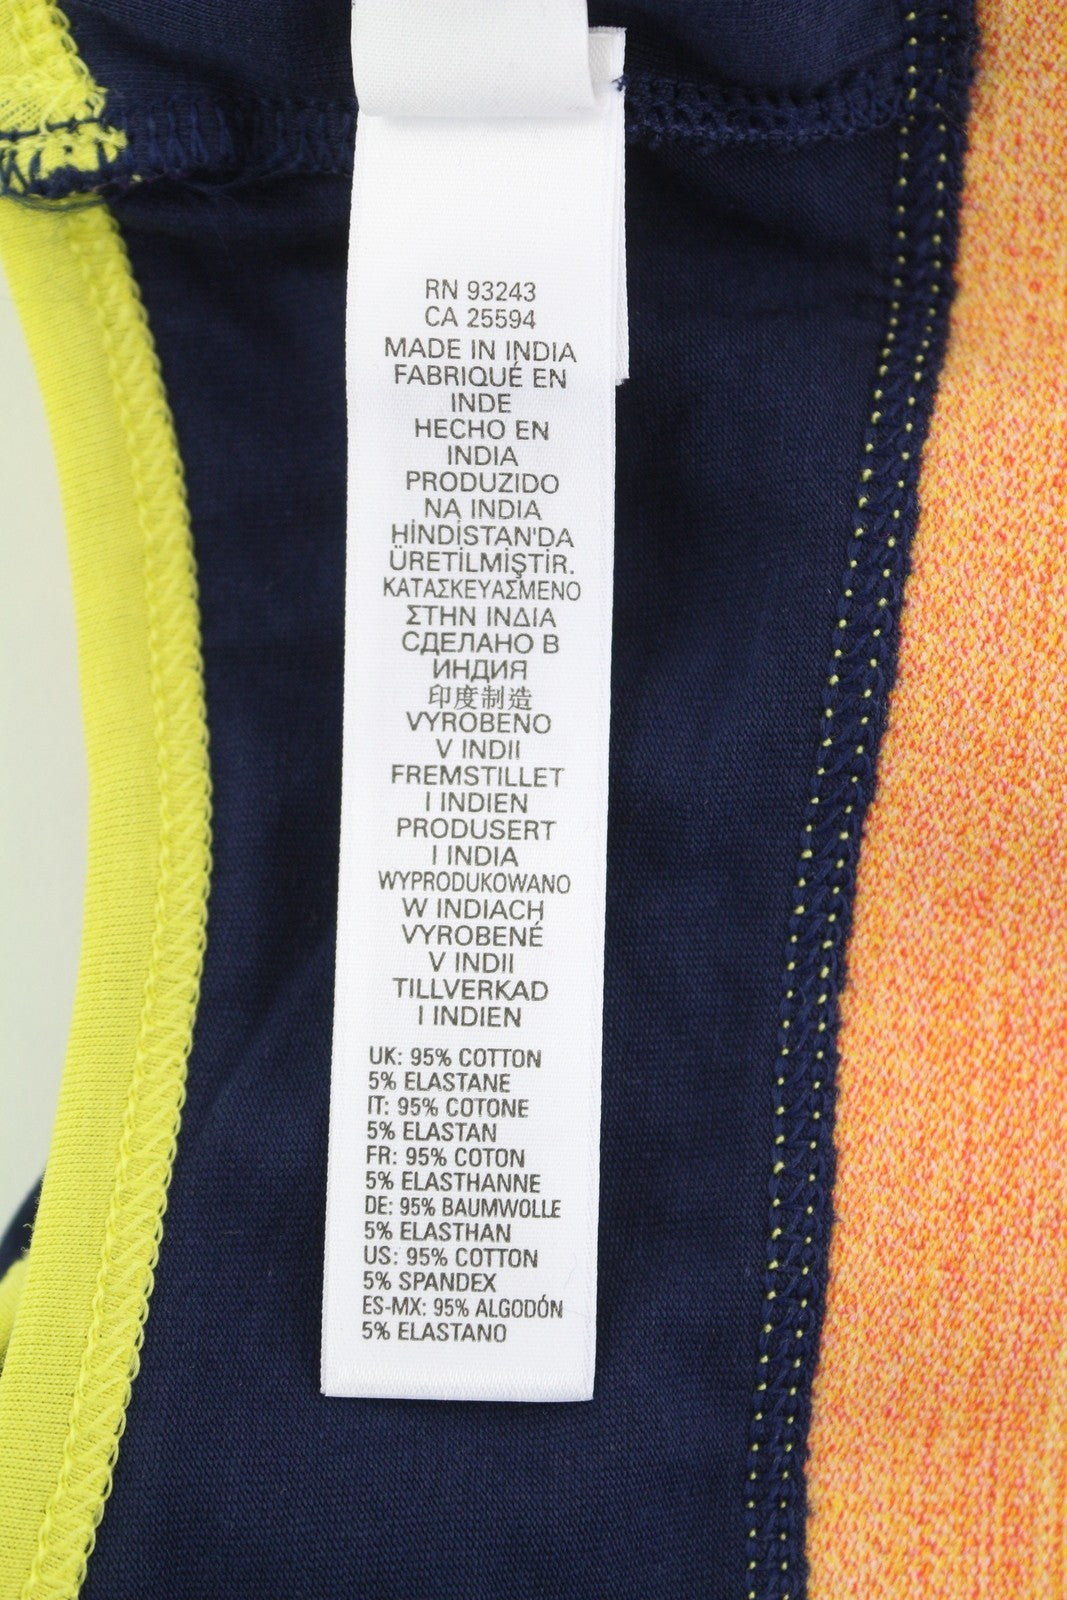 RN 93243
CA 25594
MADE IN INDIA
FABRIQUÉ EN
INDE
HECHO EN
INDIA
PRODUZIDO
NA INDIA
HİNDİSTAN'DA
ÜRETİLMİŞTİR.
ΚΑΤΑΣΚΕΥΑΣΜΕΝΟ
ΣΤΗΝ ΙΝΔΙΑ
СДЕЛАНО В
ИНДИЯ
印度制造
VYROBENO
V INDII
FREMSTILLET
I INDIEN
PRODUSERT
I INDIA
WYPRODUKOWANO
W INDIACH
VYROBENÉ
V INDII
TILLVERKAD
I INDIEN
UK: 95% COTTON
5% ELASTANE
IT: 95% COTONE
5% ELASTAN
FR: 95% COTON
5% ELASTHANNE
DE: 95% BAUMWOLLE
5% ELASTHAN
US: 95% COTTON
5% SPANDEX
ES-MX: 95% ALGODÓN
5% ELASTANO